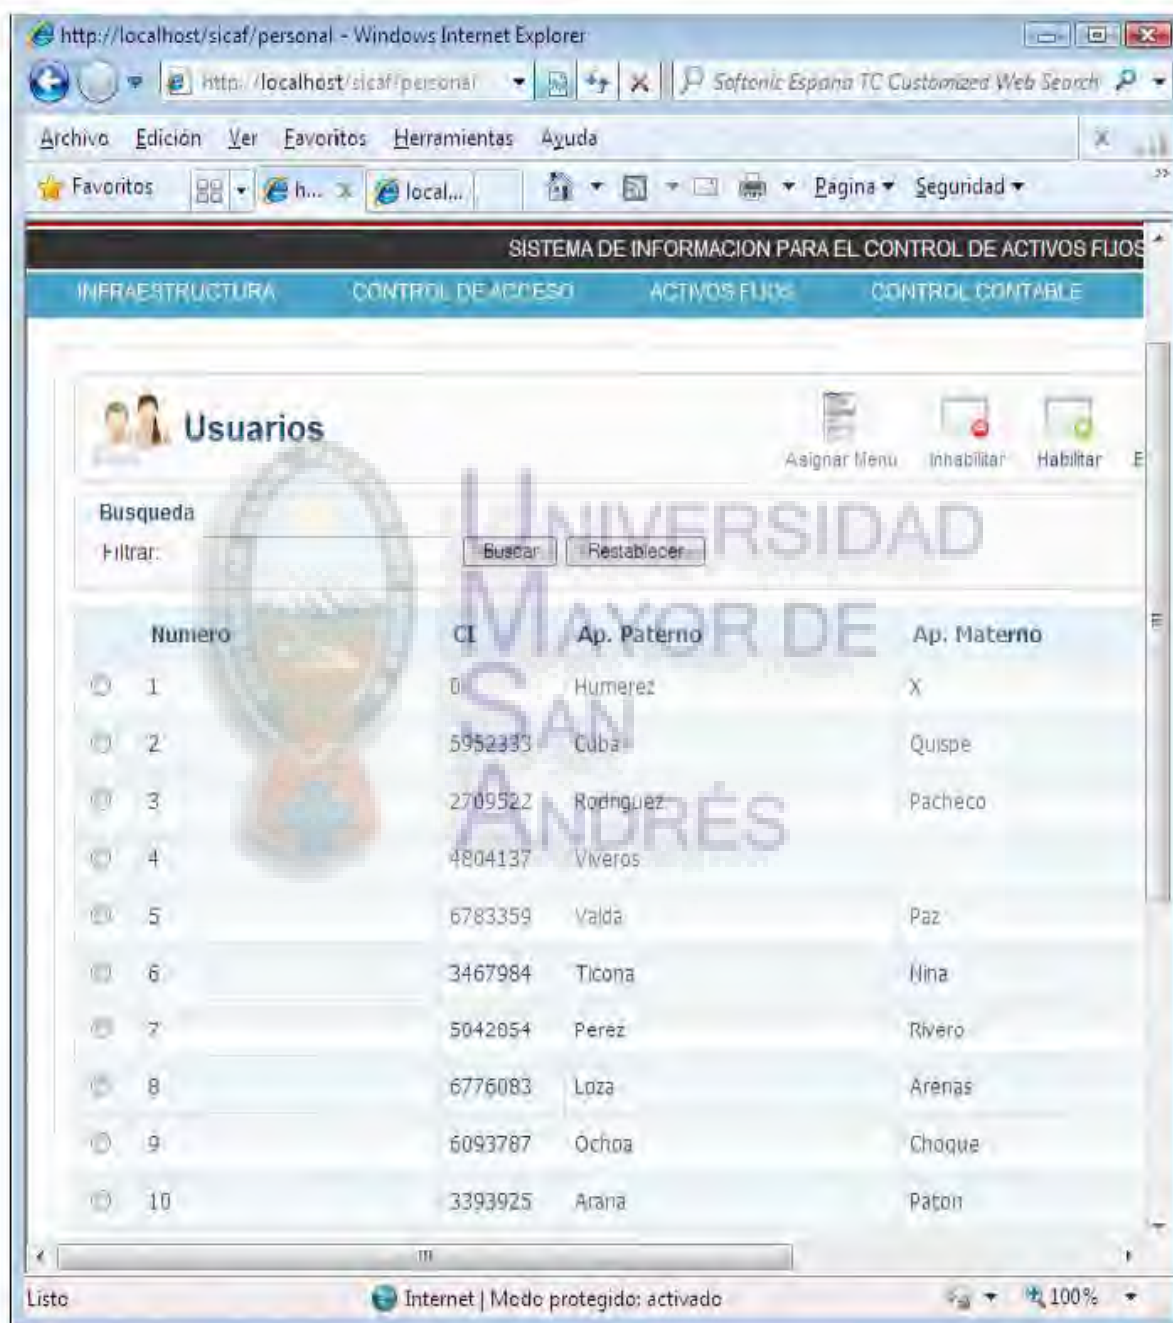 http://localhost/sicaf/personal - Windows Internet Explorer
http://localhost/sicaf/personal Softonic Espana TC Customized Web Search
Archivo Edición Ver Favoritos Herramientas Ayuda
Favoritos h... local... Página Seguridad
SISTEMA DE INFORMACION PARA EL CONTROL DE ACTIVOS FIJOS
INFRAESTRUCTURA CONTROL DE ACCESO ACTIVOS FIJOS CONTROL CONTABLE
Usuarios
Asignar Menu Inhabilitar Habilitar E
Busqueda
Filtrar: Buscar Restablecer
UNIVERSIDAD
MAYOR DE
SAN
ANDRÉS
Numero CI Ap. Paterno Ap. Materno
1 0 Humerez X
2 5952333 Cuba Quispe
3 2709522 Rodriguez Pacheco
4 4804137 Viveros
5 6783359 Valda Paz
6 3467984 Ticona Nina
7 5042854 Perez Rivero
8 6776083 Loza Arenas
9 6093787 Ochoa Choque
10 3393925 Arana Paton
Listo Internet | Modo protegido: activado 100%